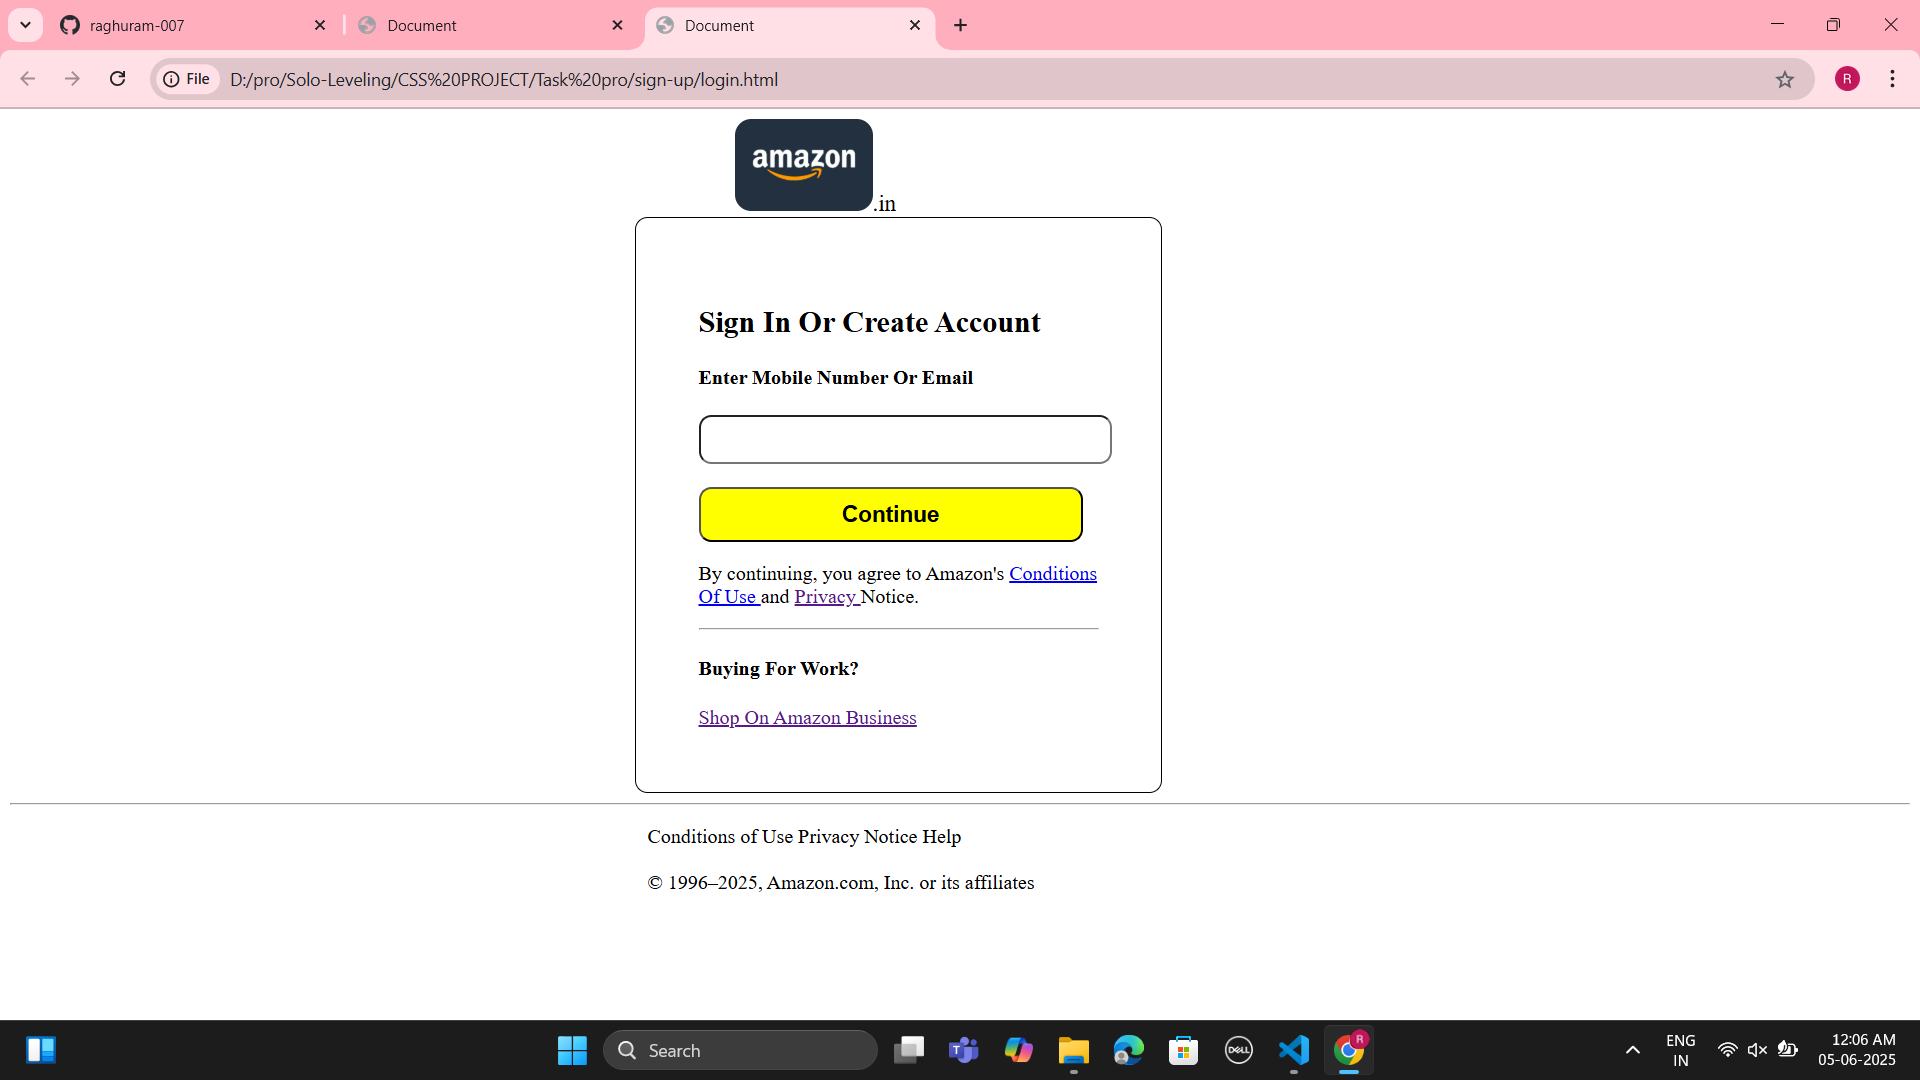 raghuram-007
Document
Document
File
D:/pro/Solo-Leveling/CSS%20PROJECT/Task%20pro/sign-up/login.html
R
amazon
.in
Sign In Or Create Account
Enter Mobile Number Or Email
Continue
By continuing, you agree to Amazon's Conditions
Of Use and Privacy Notice.
Buying For Work?
Shop On Amazon Business
Conditions of Use Privacy Notice Help
© 1996–2025, Amazon.com, Inc. or its affiliates
Search
T
DELL
R
ENG
IN
12:06 AM
05-06-2025